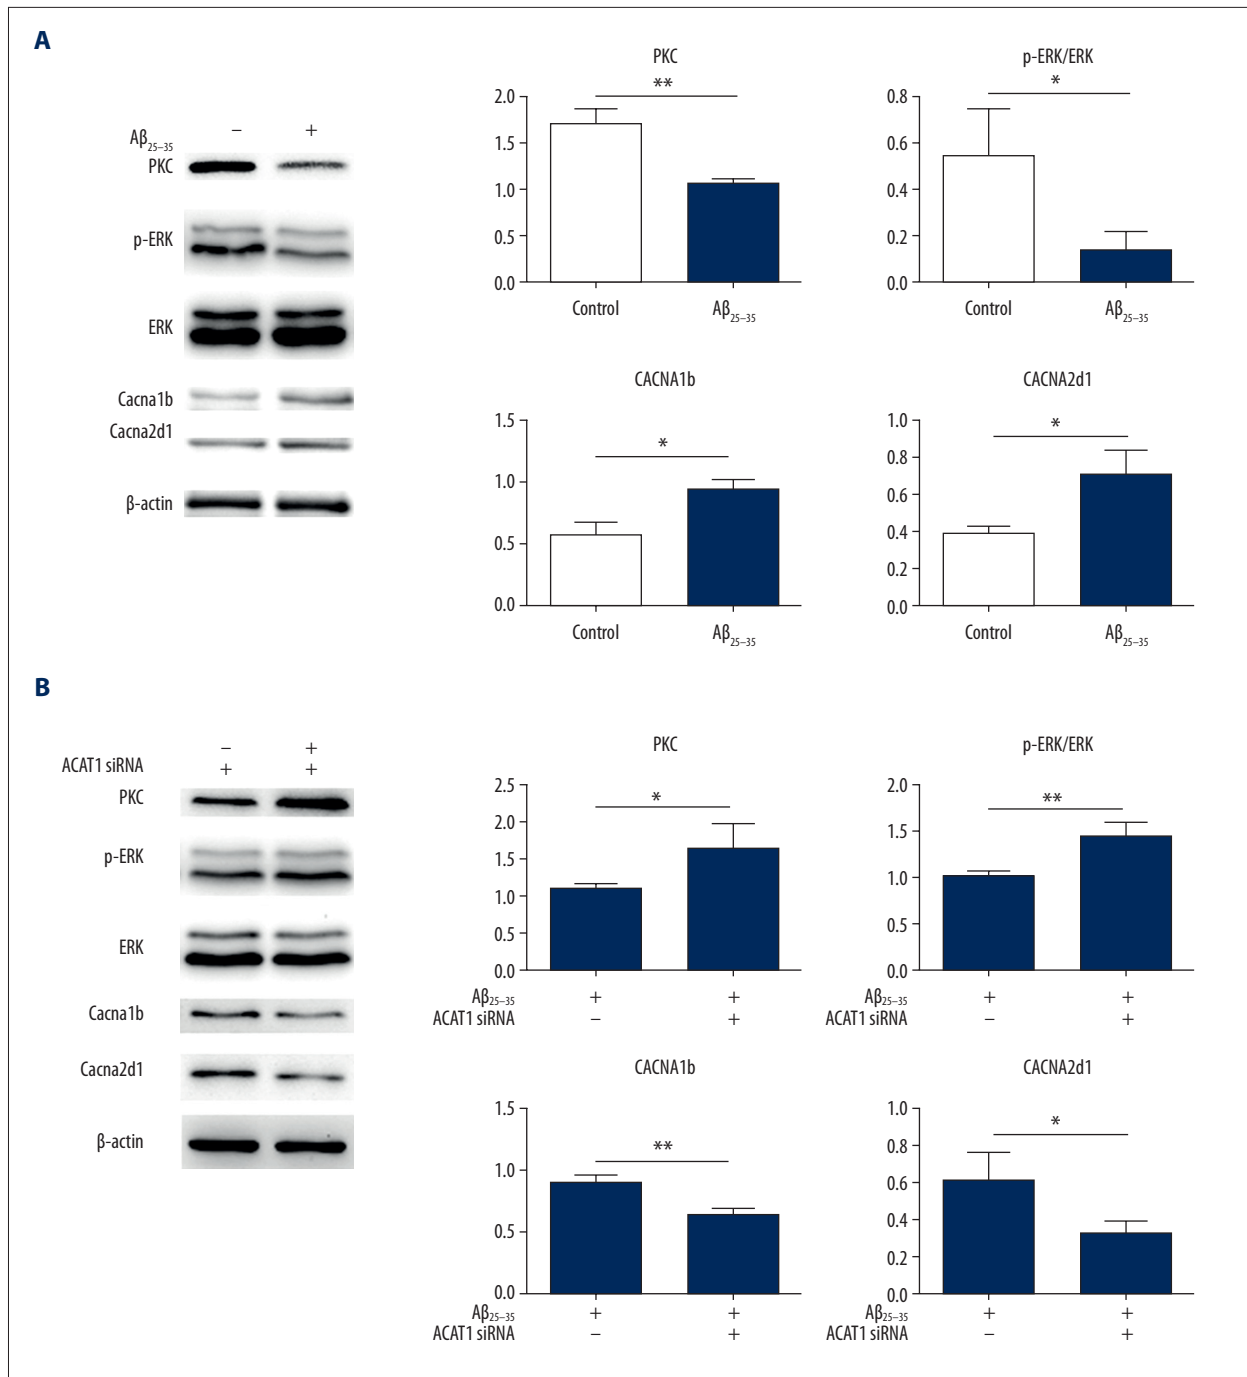 A
Aβ25–35 – +
PKC
p-ERK
ERK
Cacna1b
Cacna2d1
β-actin
PKC
**
2.0
1.5
1.0
0.5
0.0
Control Aβ25–35
p-ERK/ERK
*
0.8
0.6
0.4
0.2
0.0
Control Aβ25–35
CACNA1b
*
1.5
1.0
0.5
0.0
Control Aβ25–35
CACNA2d1
*
1.0
0.8
0.6
0.4
0.2
0.0
Control Aβ25–35
B
– +
ACAT1 siRNA + +
PKC
p-ERK
ERK
Cacna1b
Cacna2d1
β-actin
PKC
*
2.5
2.0
1.5
1.0
0.5
0.0
Aβ25–35 + +
ACAT1 siRNA – +
p-ERK/ERK
**
2.0
1.5
1.0
0.5
0.0
Aβ25–35 + +
ACAT1 siRNA – +
CACNA1b
**
1.5
1.0
0.5
0.0
Aβ25–35 + +
ACAT1 siRNA – +
CACNA2d1
*
1.0
0.8
0.6
0.4
0.2
0.0
Aβ25–35 + +
ACAT1 siRNA – +